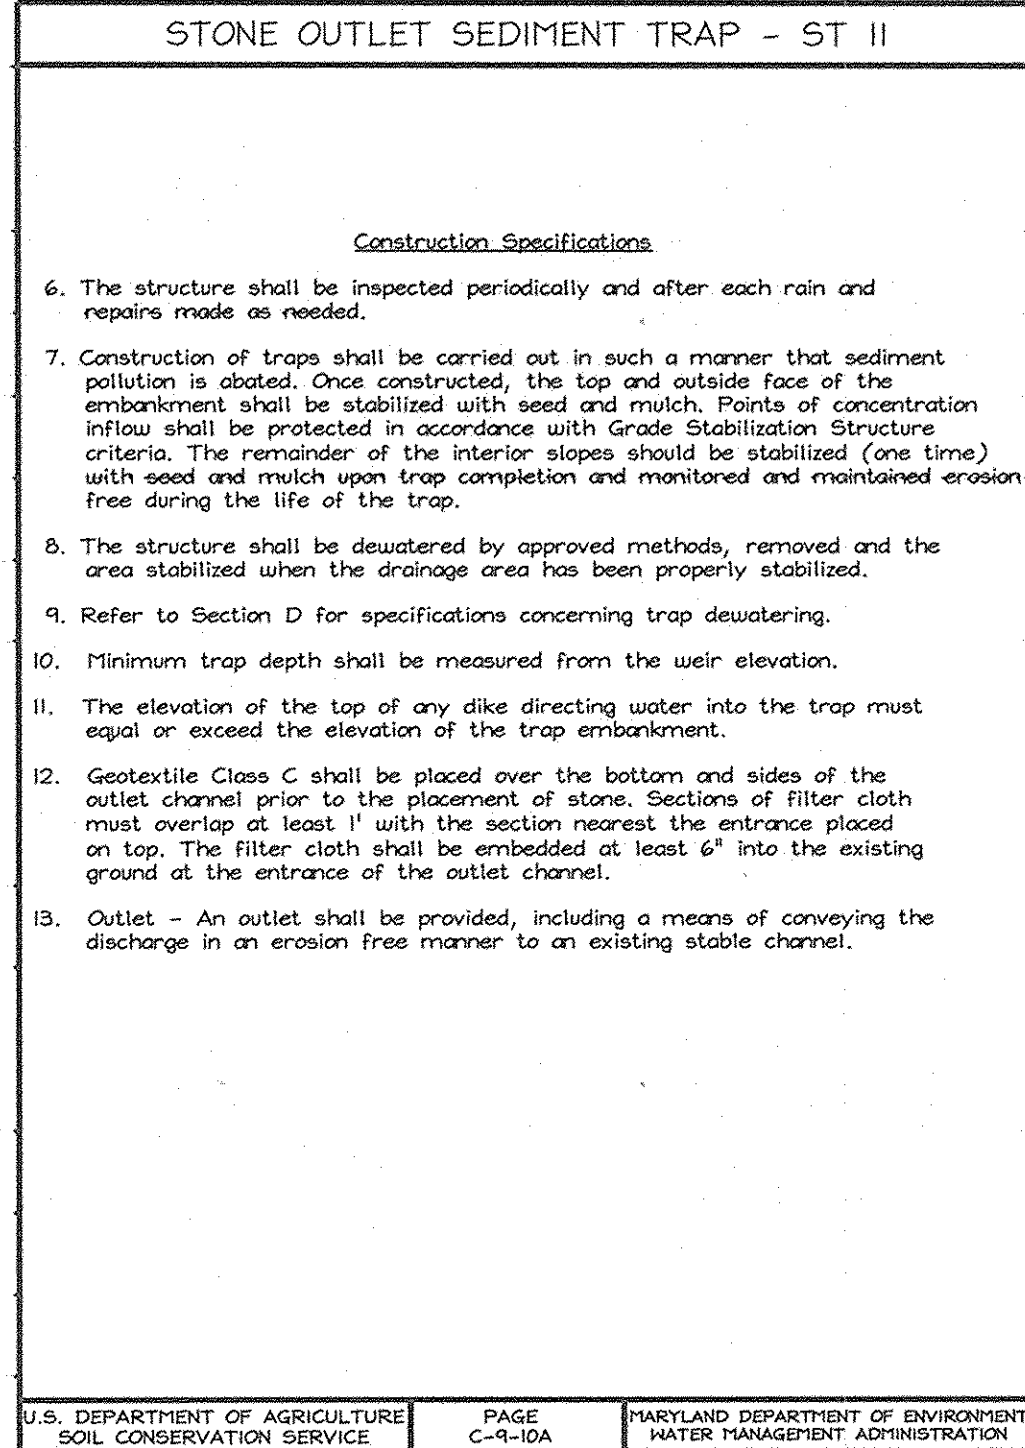 STONE OUTLET SEDIMENT TRAP - ST II
Construction Specifications
6. The structure shall be inspected periodically and after each rain and
repairs made as needed.
7. Construction of traps shall be carried out in such a manner that sediment
pollution is abated. Once constructed, the top and outside face of the
embankment shall be stabilized with seed and mulch. Points of concentration
inflow shall be protected in accordance with Grade Stabilization Structure
criteria. The remainder of the interior slopes should be stabilized (one time)
with seed and mulch upon trap completion and monitored and maintained erosion
free during the life of the trap.
8. The structure shall be dewatered by approved methods, removed and the
area stabilized when the drainage area has been properly stabilized.
9. Refer to Section D for specifications concerning trap dewatering.
10. Minimum trap depth shall be measured from the weir elevation.
11. The elevation of the top of any dike directing water into the trap must
equal or exceed the elevation of the trap embankment.
12. Geotextile Class C shall be placed over the bottom and sides of the
outlet channel prior to the placement of stone. Sections of filter cloth
must overlap at least 1' with the section nearest the entrance placed
on top. The filter cloth shall be embedded at least 6" into the existing
ground at the entrance of the outlet channel.
13. Outlet - An outlet shall be provided, including a means of conveying the
discharge in an erosion free manner to an existing stable channel.
U.S. DEPARTMENT OF AGRICULTURE
SOIL CONSERVATION SERVICE
PAGE
C-9-10A
MARYLAND DEPARTMENT OF ENVIRONMENT
WATER MANAGEMENT ADMINISTRATION